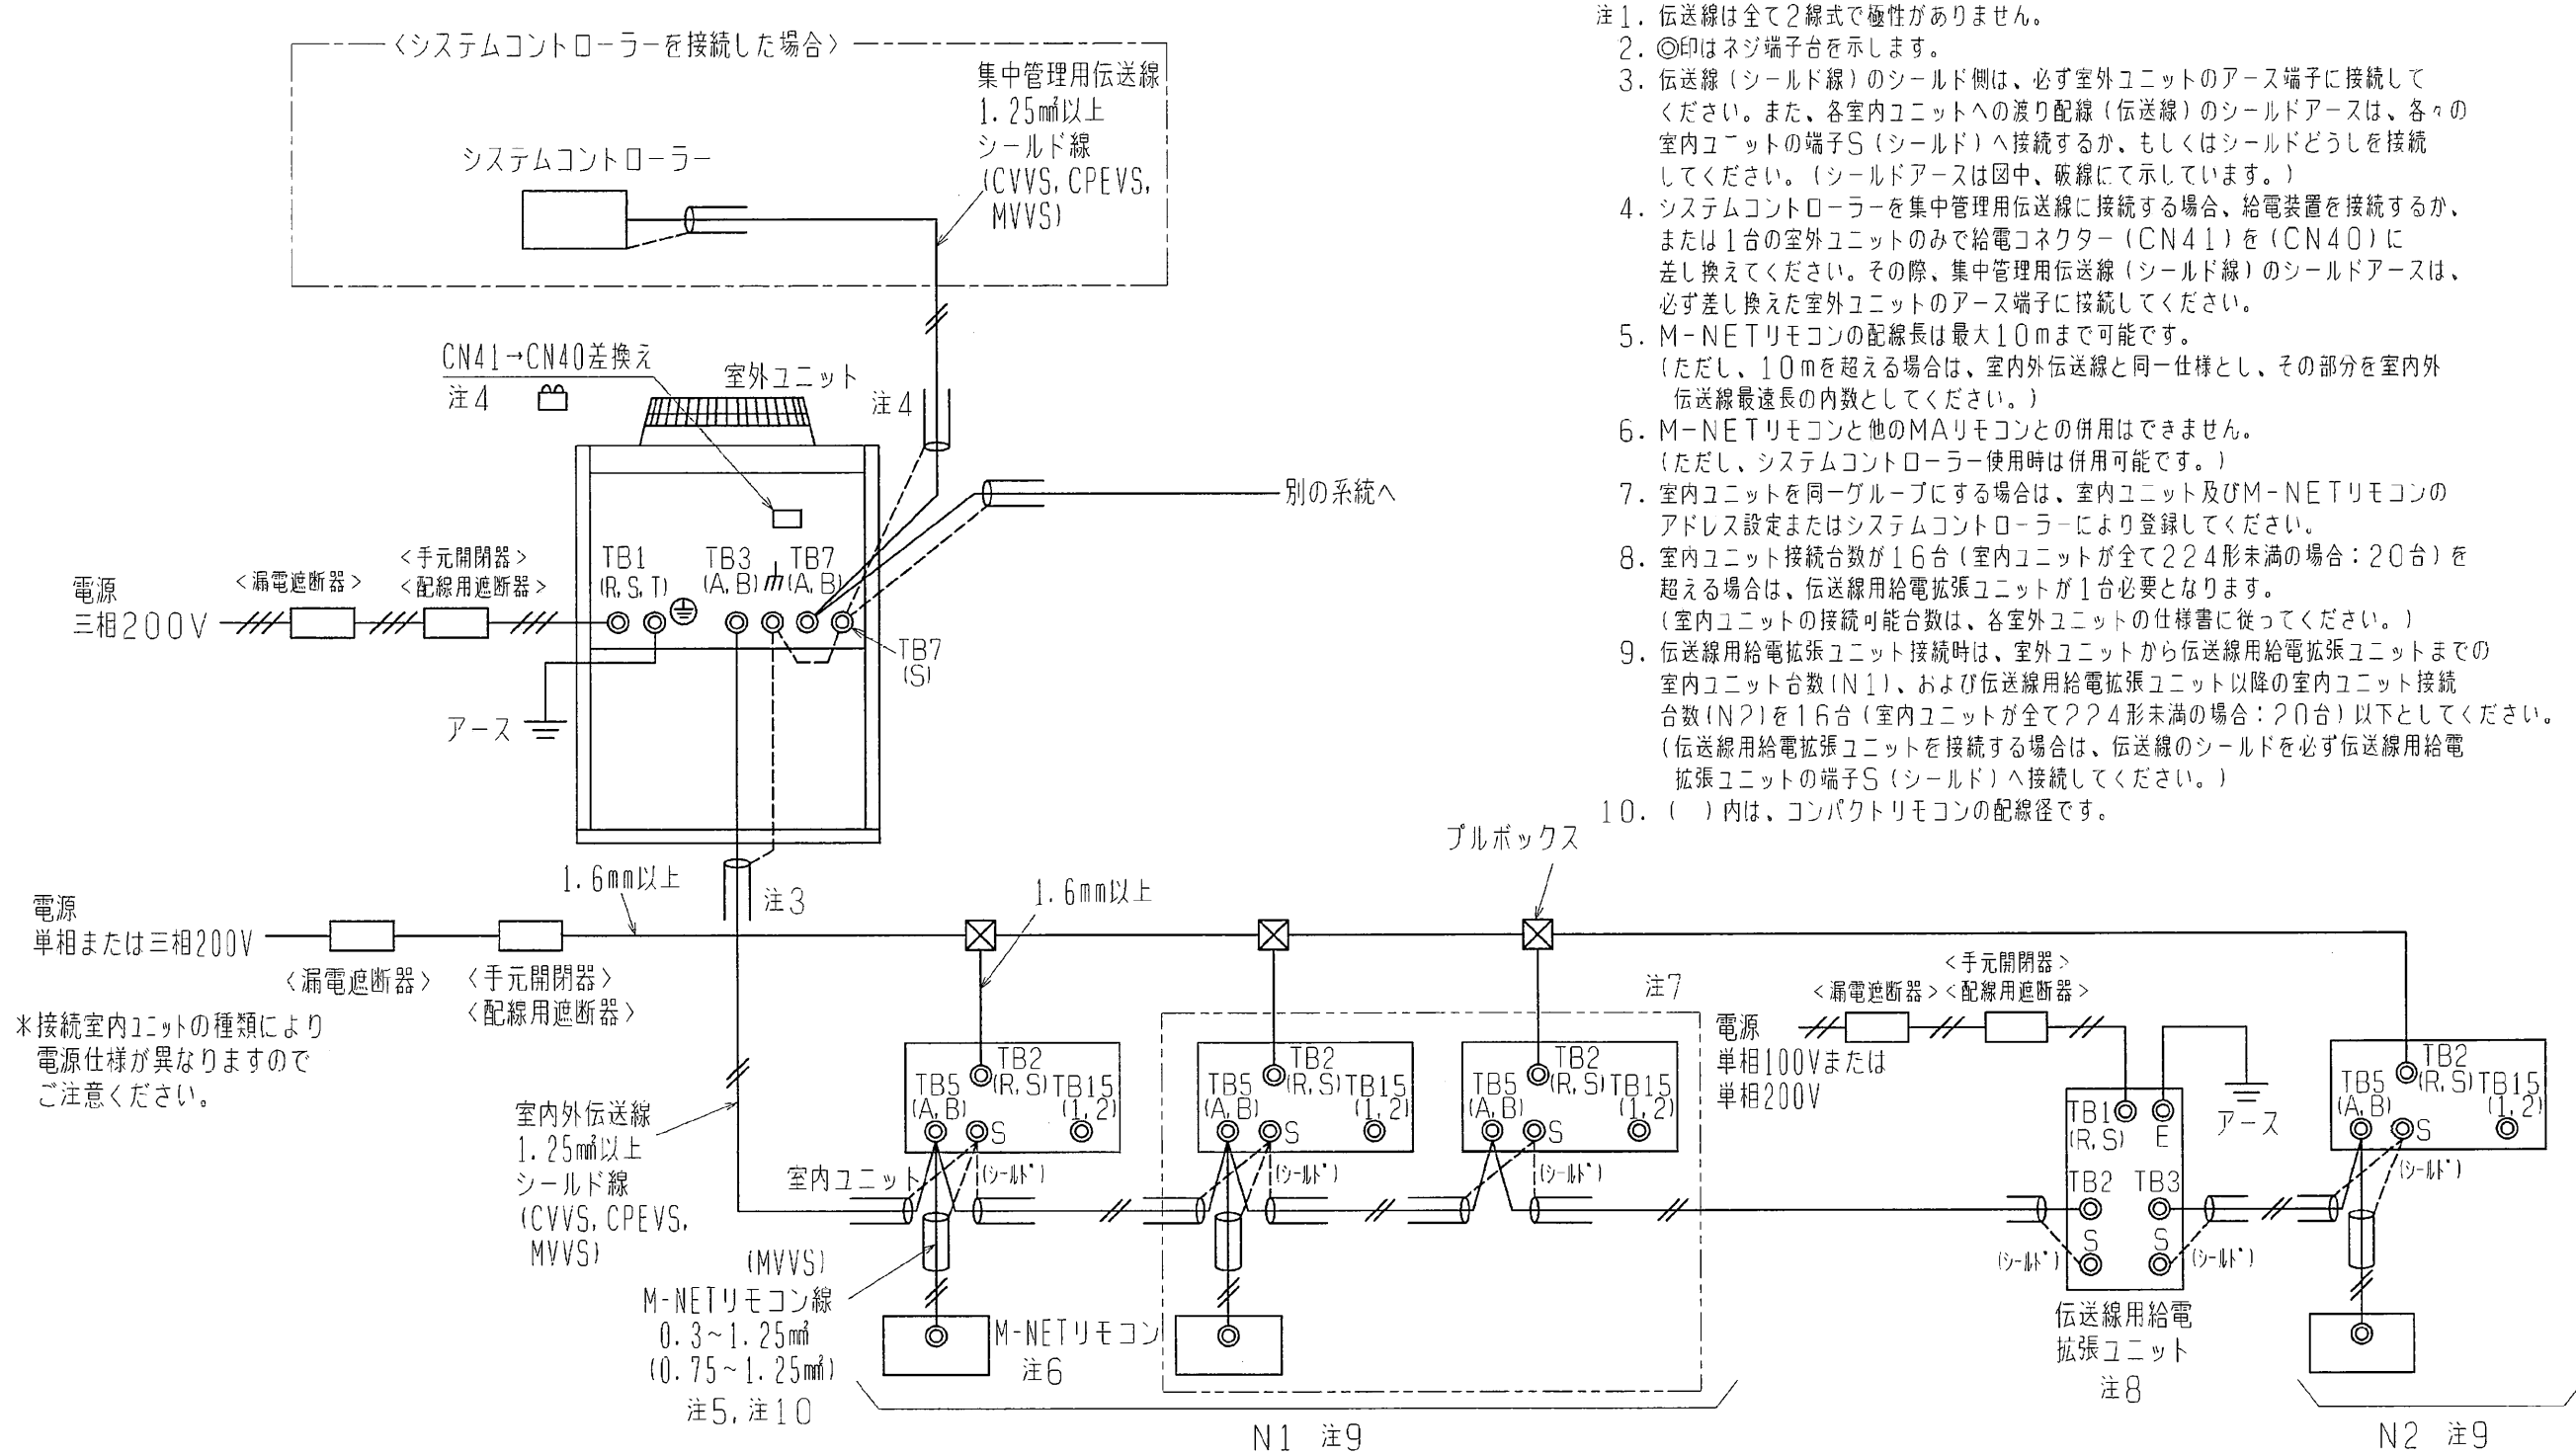 〈システムコントローラーを接続した場合〉
集中管理用伝送線
1.25㎟以上
シールド線
(CVVS, CPEVS,
MVVS)
システムコントローラー
CN41→CN40差換え
注4
室外ユニット
注4
別の系統へ
TB1
(R, S, T)
TB3
(A, B)
TB7
(A, B)
TB7
(S)
電源
三相200V
<漏電遮断器>
<手元開閉器>
<配線用遮断器>
アース
注1. 伝送線は全て2線式で極性がありません。
2. ◎印はネジ端子台を示します。
3. 伝送線(シールド線)のシールド側は、必ず室外ユニットのアース端子に接続して
ください。また、各室内ユニットへの渡り配線(伝送線)のシールドアースは、各々の
室内ユニットの端子S(シールド)へ接続するか、もしくはシールドどうしを接続
してください。(シールドアースは図中、破線にて示しています。)
4. システムコントローラーを集中管理用伝送線に接続する場合、給電装置を接続するか、
または1台の室外ユニットのみで給電コネクター(CN41)を(CN40)に
差し換えてください。その際、集中管理用伝送線(シールド線)のシールドアースは、
必ず差し換えた室外ユニットのアース端子に接続してください。
5. M-NETリモコンの配線長は最大10mまで可能です。
(ただし、10mを超える場合は、室内外伝送線と同一仕様とし、その部分を室内外
伝送線最遠長の内数としてください。)
6. M-NETリモコンと他のMAリモコンとの併用はできません。
(ただし、システムコントローラー使用時は併用可能です。)
7. 室内ユニットを同一グループにする場合は、室内ユニット及びM-NETリモコンの
アドレス設定またはシステムコントローラーにより登録してください。
8. 室内ユニット接続台数が16台(室内ユニットが全て224形未満の場合:20台)を
超える場合は、伝送線用給電拡張ユニットが1台必要となります。
(室内ユニットの接続可能台数は、各室外ユニットの仕様書に従ってください。)
9. 伝送線用給電拡張ユニット接続時は、室外ユニットから伝送線用給電拡張ユニットまでの
室内ユニット台数(N1)、および伝送線用給電拡張ユニット以降の室内ユニット接続
台数(N2)を16台(室内ユニットが全て224形未満の場合:20台)以下としてください。
(伝送線用給電拡張ユニットを接続する場合は、伝送線のシールドを必ず伝送線用給電
拡張ユニットの端子S(シールド)へ接続してください。)
10. ( )内は、コンパクトリモコンの配線径です。
プルボックス
1.6mm以上
注3
1.6mm以上
電源
単相または三相200V
<漏電遮断器>
<手元開閉器>
<配線用遮断器>
*接続室内ユニットの種類により
電源仕様が異なりますので
ご注意ください。
室内外伝送線
1.25㎟以上
シールド線
(CVVS, CPEVS,
MVVS)
TB2
(R, S)
TB5
(A, B)
TB15
(1, 2)
S
(シールド)
室内ユニット
TB2
(R, S)
TB5
(A, B)
TB15
(1, 2)
S
(シールド)
注7
TB2
(R, S)
TB5
(A, B)
TB15
(1, 2)
S
(シールド)
電源
単相100Vまたは
単相200V
<漏電遮断器>
<手元開閉器>
<配線用遮断器>
アース
TB1
(R, S)
E
TB2
TB3
S
S
(シールド)
(シールド)
伝送線用給電
拡張ユニット
注8
TB2
(R, S)
TB5
(A, B)
TB15
(1, 2)
S
(シールド)
(MVVS)
M-NETリモコン線
0.3~1.25㎟
(0.75~1.25㎟)
注5, 注10
M-NETリモコン
注6
N1 注9
N2 注9